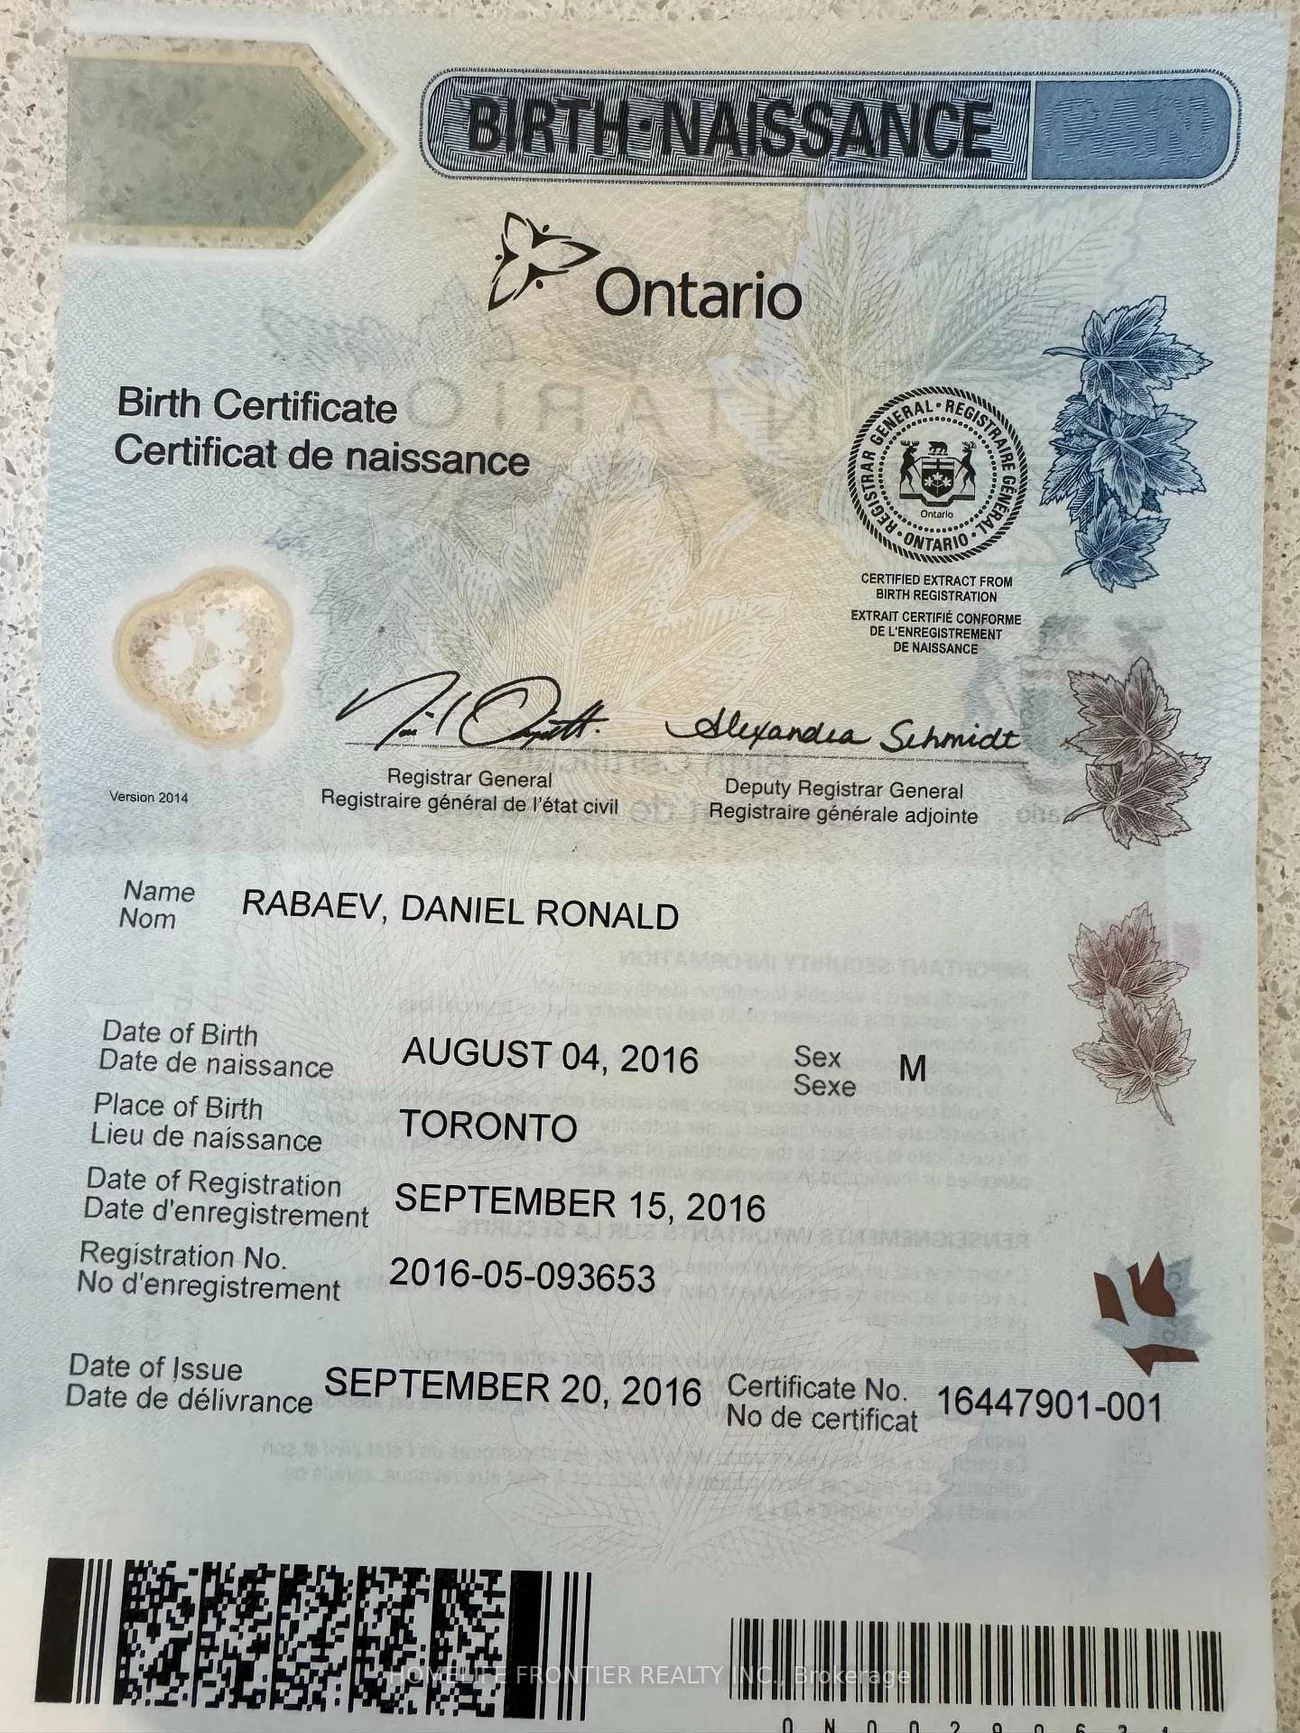 BIRTH·NAISSANCE
Ontario
Birth Certificate
Certificat de naissance
REGISTRAR GENERAL • REGISTRAIRE GÉNÉRAL • ONTARIO •
Ontario
CERTIFIED EXTRACT FROM
BIRTH REGISTRATION
EXTRAIT CERTIFIÉ CONFORME
DE L'ENREGISTREMENT
DE NAISSANCE
Alexandra Schmidt
Registrar General
Registraire général de l'état civil
Deputy Registrar General
Registraire générale adjointe
Version 2014
Name
Nom
RABAEV, DANIEL RONALD
Date of Birth
Date de naissance
AUGUST 04, 2016
Sex
Sexe
M
Place of Birth
Lieu de naissance
TORONTO
Date of Registration
Date d'enregistrement
SEPTEMBER 15, 2016
Registration No.
No d'enregistrement
2016-05-093653
Date of Issue
Date de délivrance
SEPTEMBER 20, 2016
Certificate No.
No de certificat
16447901-001
HOMELIFE FRONTIER REALTY INC., Brokerage